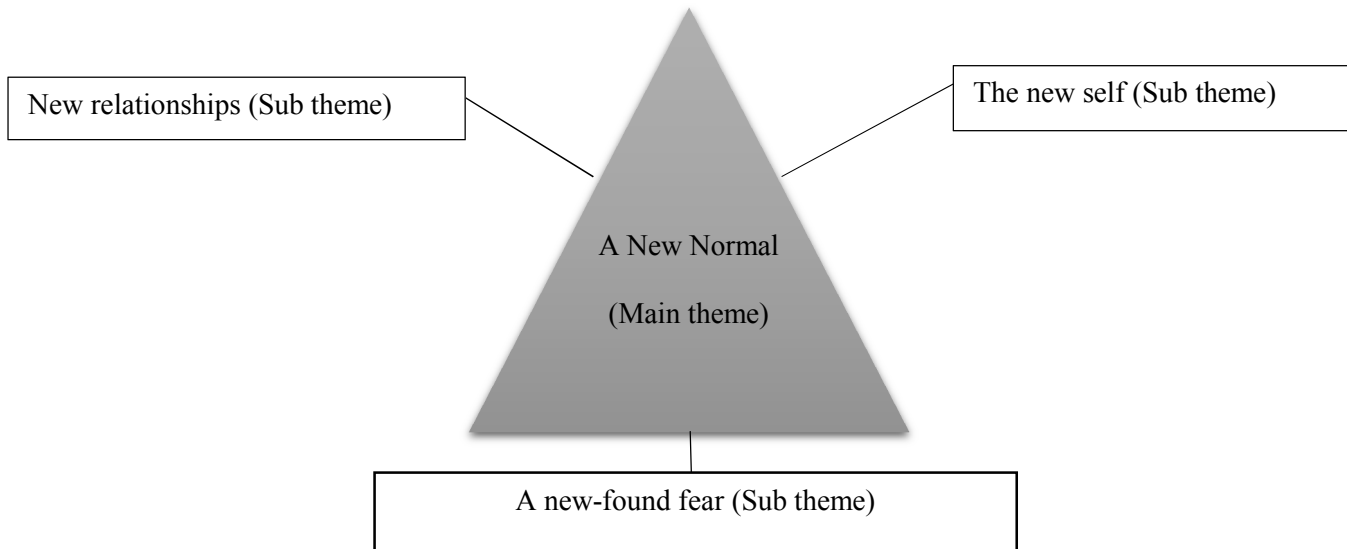 New relationships (Sub theme)
The new self (Sub theme)
A New Normal
(Main theme)
A new-found fear (Sub theme)